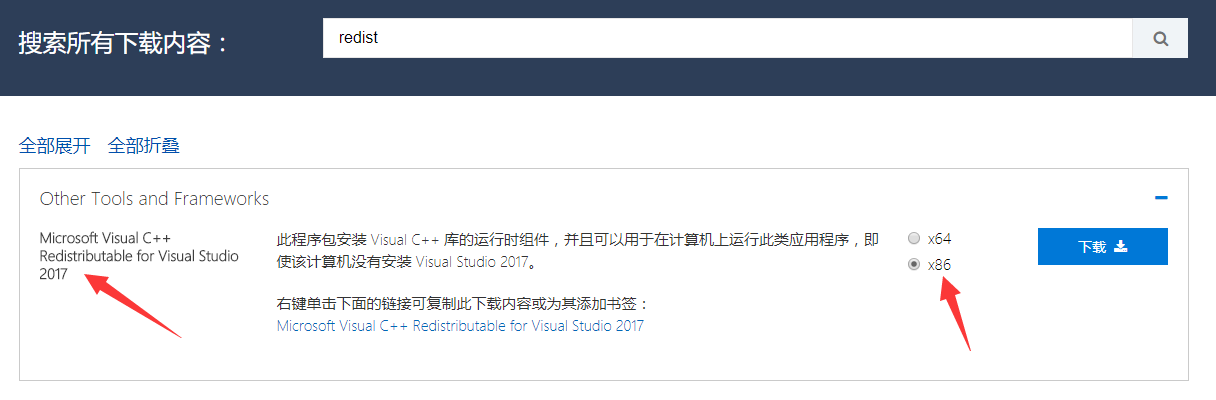 搜索所有下载内容：
redist
全部展开 全部折叠
Other Tools and Frameworks
Microsoft Visual C++
Redistributable for Visual Studio
2017
此程序包安装 Visual C++ 库的运行时组件，并且可以用于在计算机上运行此类应用程序，即
使该计算机没有安装 Visual Studio 2017。
右键单击下面的链接可复制此下载内容或为其添加书签：
Microsoft Visual C++ Redistributable for Visual Studio 2017
x64
x86
下载